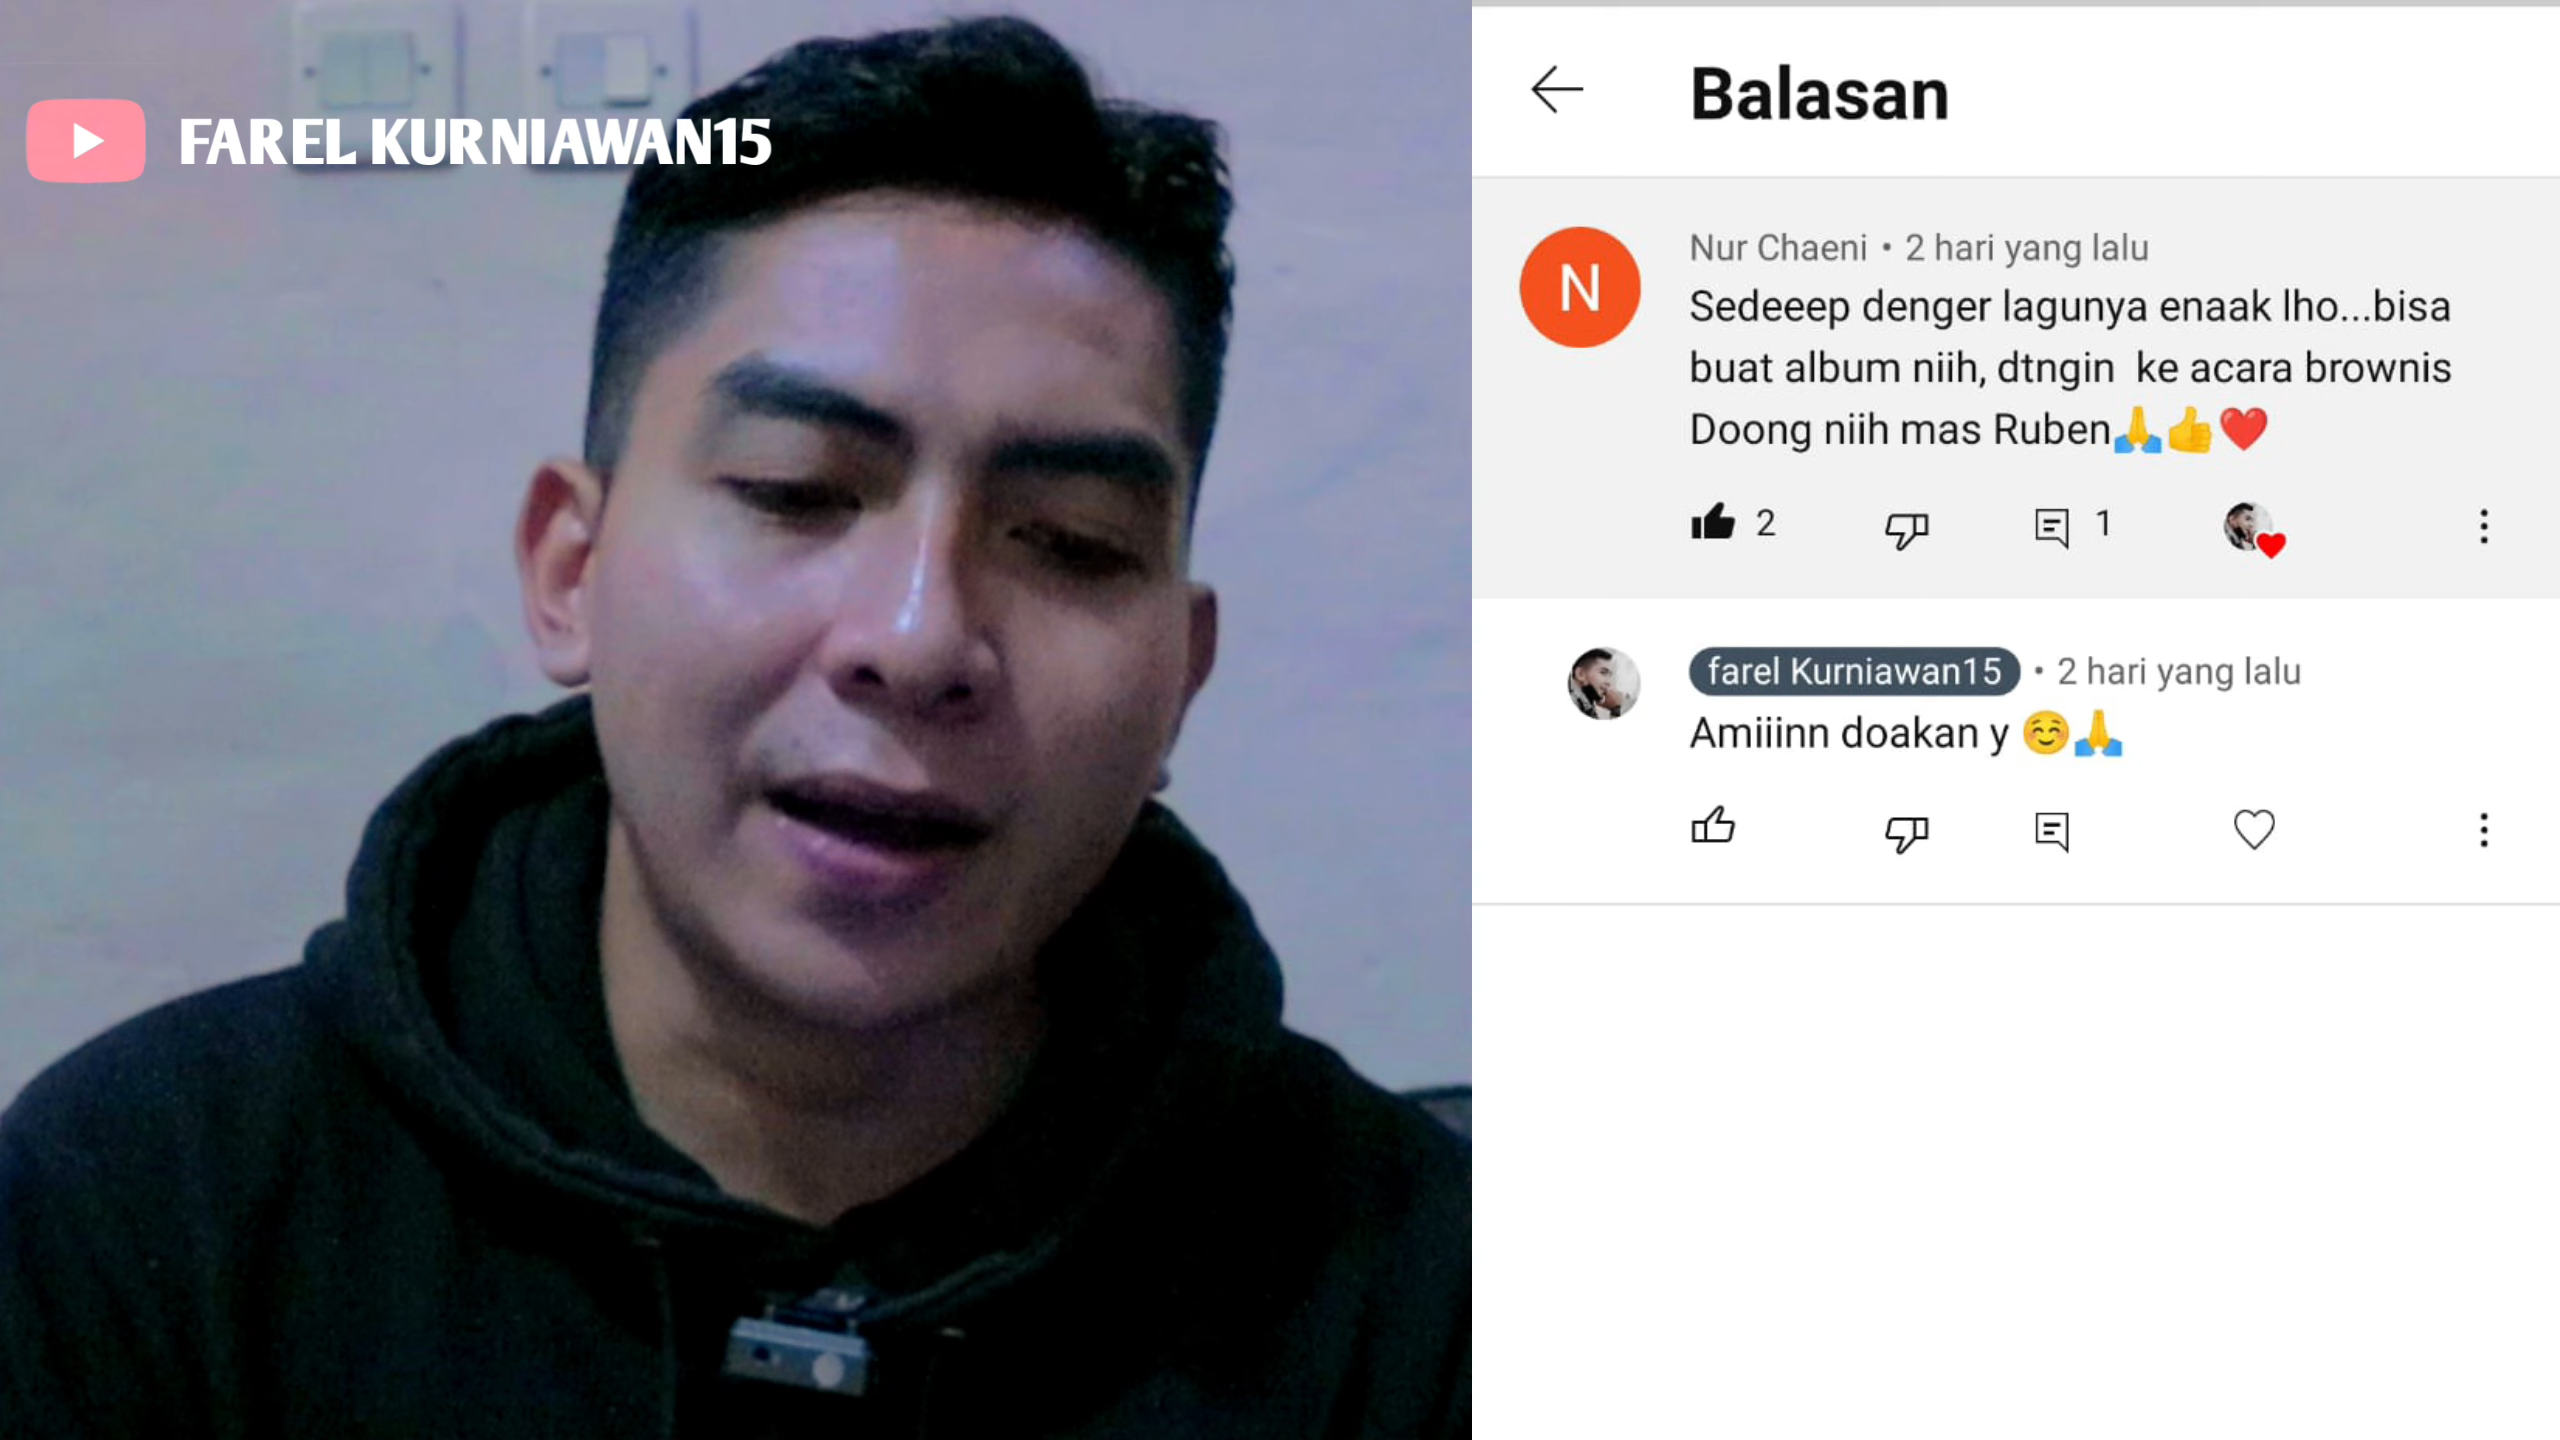 FAREL KURNIAWAN15
Balasan
N
Nur Chaeni • 2 hari yang lalu
Sedeeep denger lagunya enaak lho...bisa
buat album niih, dtngin ke acara brownis
Doong niih mas Ruben🙏👍❤️
2
1
farel Kurniawan15 • 2 hari yang lalu
Amiiinn doakan y ☺️🙏